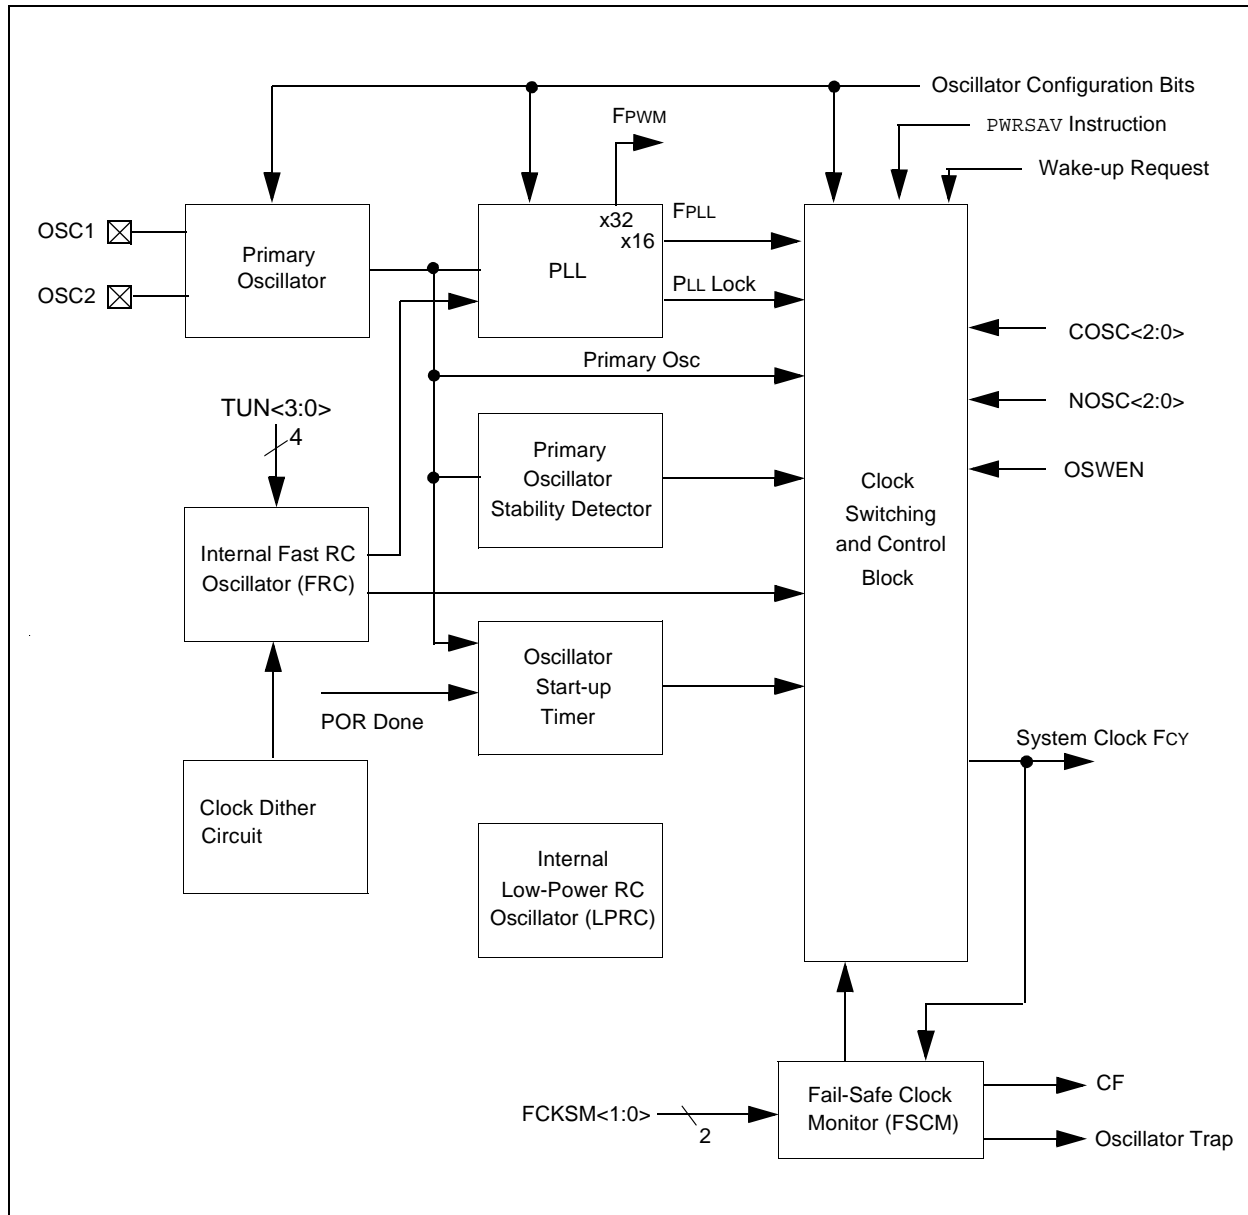 Oscillator Configuration Bits
FPWM
PWRSAV Instruction
Wake-up Request
x32
FPLL
x16
OSC1
Primary
Oscillator
PLL
OSC2
PLL Lock
COSC<2:0>
Primary Osc
TUN<3:0>
4
NOSC<2:0>
Primary
Oscillator
Stability Detector
OSWEN
Clock
Switching
and Control
Block
Internal Fast RC
Oscillator (FRC)
Oscillator
Start-up
Timer
POR Done
System Clock FCY
Clock Dither
Circuit
Internal
Low-Power RC
Oscillator (LPRC)
FCKSM<1:0>
2
Fail-Safe Clock
Monitor (FSCM)
CF
Oscillator Trap